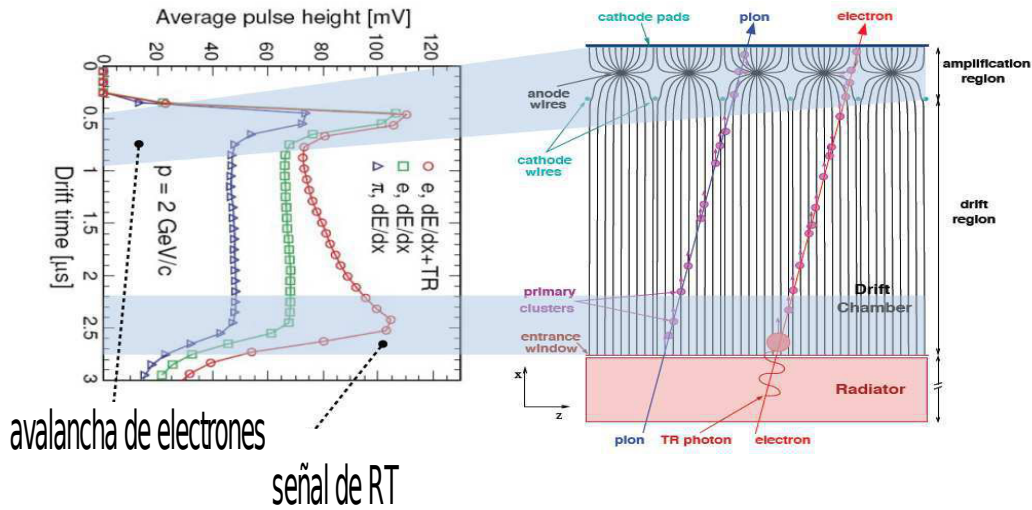 Average pulse height [mV]
0 20 40 60 80 100 120
0
0.5
1
1.5
2
2.5
3
Drift time [μs]
p = 2 GeV/c
π, dE/dx
e, dE/dx
e, dE/dx+TR
avalancha de electrones
señal de RT
cathode pads
pion
electron
amplification
region
anode
wires
cathode
wires
drift
region
primary
clusters
Drift
Chamber
entrance
window
x
z
Radiator
pion
TR photon
electron